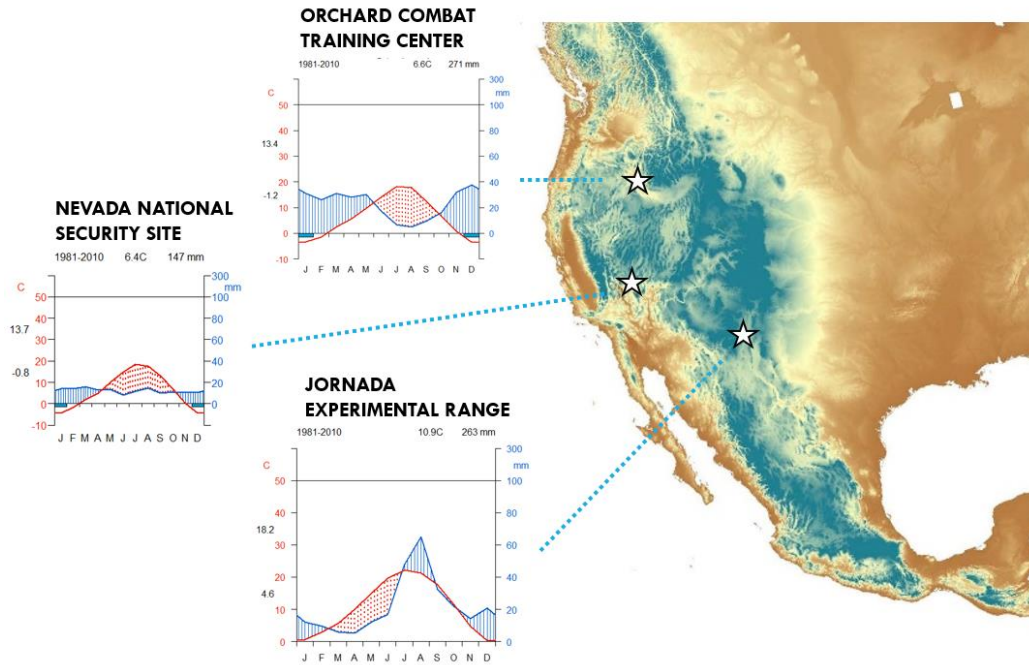 ORCHARD COMBAT
TRAINING CENTER
1981-2010 6.6C 271 mm
C 300
mm
50 100
40 80
13.4
30 60
20 40
-1.2
10 20
0 0
-10
J F M A M J J A S O N D
NEVADA NATIONAL
SECURITY SITE
1981-2010 6.4C 147 mm
C 300
mm
50 100
40 80
13.7
30 60
20 40
-0.8
10 20
0 0
-10
J F M A M J J A S O N D
JORNADA
EXPERIMENTAL RANGE
1981-2010 10.9C 263 mm
C 300
mm
50 100
40 80
18.2
30 60
20 40
4.6
10 20
0 0
J F M A M J J A S O N D